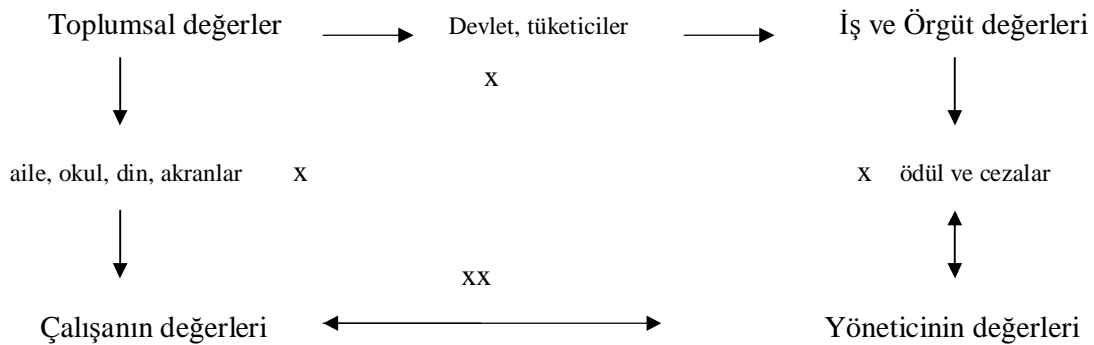 Toplumsal değerler Devlet, tüketiciler İş ve Örgüt değerleri
x
aile, okul, din, akranlar x x ödül ve cezalar
xx
Çalışanın değerleri Yöneticinin değerleri